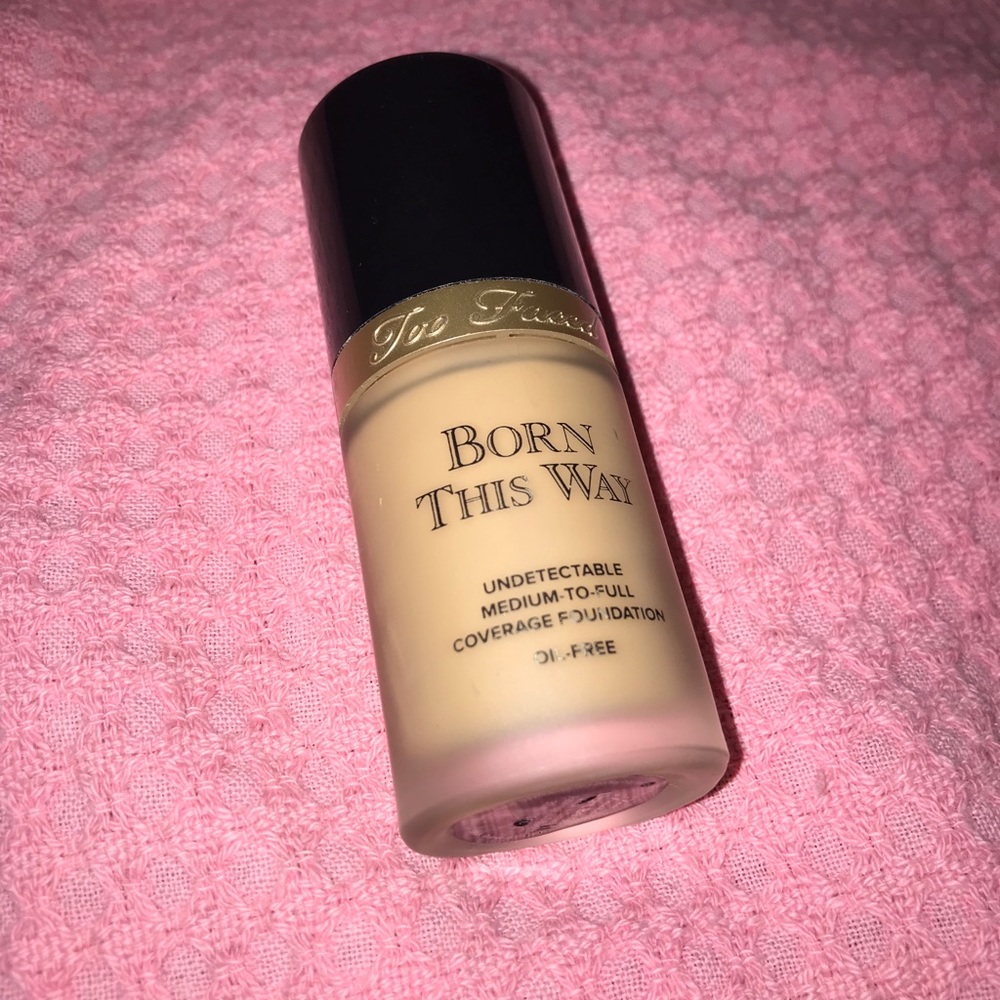 Too Faced
BORN
THIS WAY
UNDETECTABLE
MEDIUM-TO-FULL
COVERAGE FOUNDATION
OIL-FREE